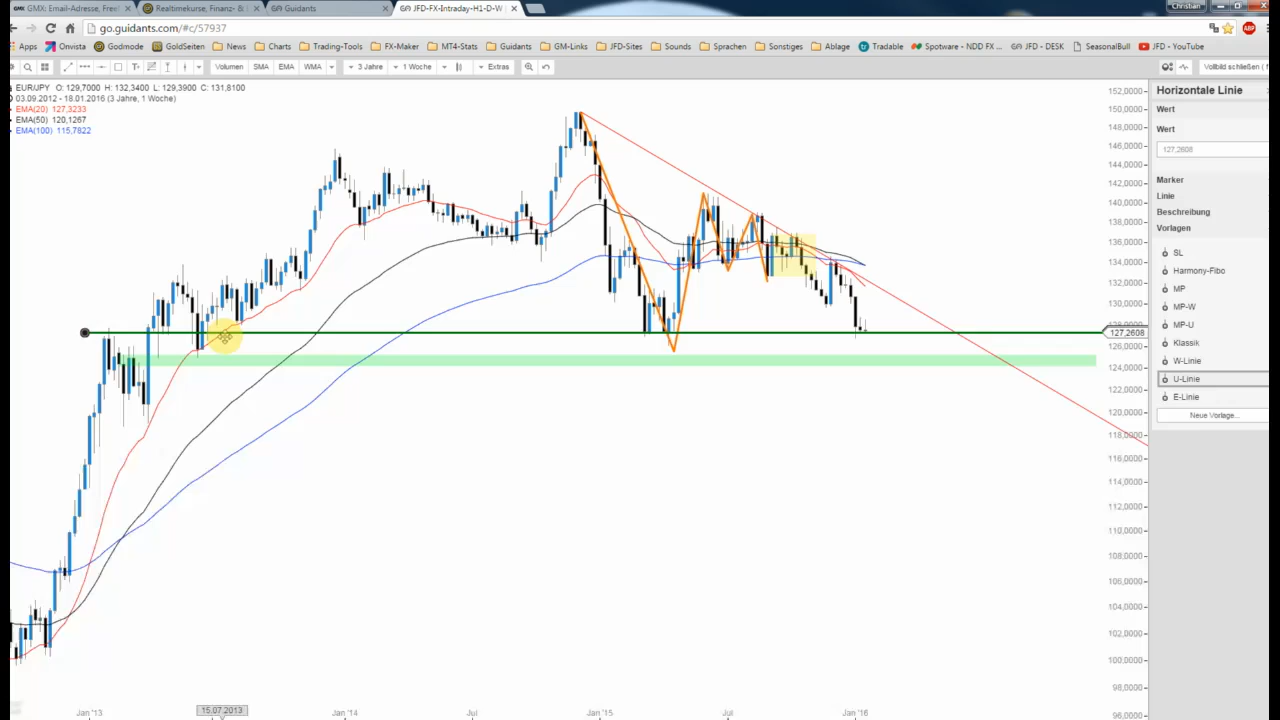 GMX: E-Mail-Adresse, FreeM
Realtimekurse, Finanz- & B
Guidants
JFD-FX-Intraday-H1-D-W
Christian
go.guidants.com/#c/57937
Apps Onvista Godmode GoldSeiten News Charts Trading-Tools FX-Maker MT4-Stats Guidants GM-Links JFD-Sites Sounds Sprachen Sonstiges Ablage Tradable Spotware - NDD FX ... JFD - DESK SeasonalBull JFD - YouTube
Volumen SMA EMA WMA 3 Jahre 1 Woche Extras
Vollbild schließen (
EUR/JPY O: 129,7000 H: 132,3400 L: 129,3900 C: 131,8100
03.09.2012 - 18.01.2016 (3 Jahre, 1 Woche)
EMA(20) 127,3233
EMA(50) 120,1267
EMA(100) 115,7822
152,0000
150,0000
148,0000
146,0000
144,0000
142,0000
140,0000
138,0000
136,0000
134,0000
132,0000
130,0000
128,0000
127,2608
126,0000
124,0000
122,0000
120,0000
118,0000
116,0000
114,0000
112,0000
110,0000
108,0000
106,0000
104,0000
102,0000
100,0000
98,0000
96,0000
Jan '13
15.07.2013
Jan '14
Jul
Jan '15
Jul
Jan '16
Horizontale Linie
Wert
Wert
127,2608
Marker
Linie
Beschreibung
Vorlagen
SL
Harmony-Fibo
MP
MP-W
MP-U
Klassik
W-Linie
U-Linie
E-Linie
Neue Vorlage...